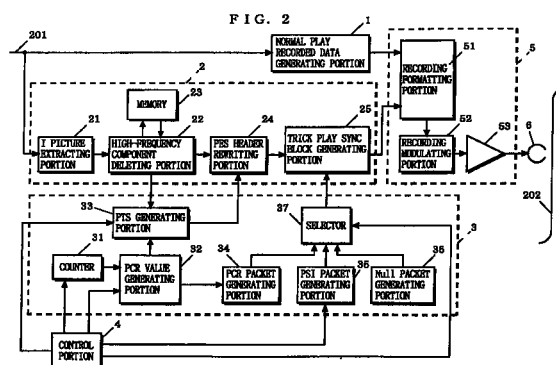 FIG. 2
201
1
NORMAL PLAY
RECORDED DATA
GENERATING PORTION
51
RECORDING
FORMATTING
PORTION
5
2
MEMORY
23
25
21
22
24
I PICTURE
EXTRACTING
PORTION
HIGH-FREQUENCY
COMPONENT
DELETING PORTION
PES HEADER
REWRITING
PORTION
TRICK PLAY SYNC
BLOCK GENERATING
PORTION
52
RECORDING
MODULATING
PORTION
53
6
202
33
PTS GENERATING
PORTION
37
SELECTOR
3
31
COUNTER
32
PCR VALUE
GENERATING
PORTION
34
PCR PACKET
GENERATING
PORTION
35
PSI PACKET
GENERATING
PORTION
36
Null PACKET
GENERATING
PORTION
4
CONTROL
PORTION